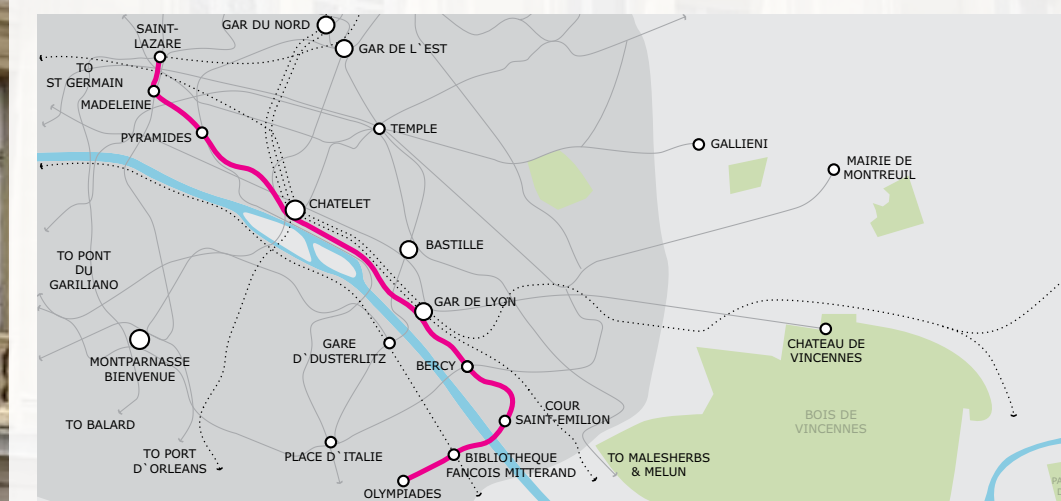 GAR DU NORD
SAINT-
LAZARE
GAR DE L`EST
TO
ST GERMAIN
MADELEINE
PYRAMIDES
TEMPLE
GALLIENI
MAIRIE DE
MONTREUIL
CHATELET
BASTILLE
TO PONT
DU
GARILIANO
GAR DE LYON
MONTPARNASSE
BIENVENUE
GARE
D`DUSTERLITZ
BERCY
CHATEAU DE
VINCENNES
COUR
SAINT-EMILION
BOIS DE
VINCENNES
TO BALARD
TO PORT
D`ORLEANS
PLACE D`ITALIE
BIBLIOTHEQUE
FANCOIS MITTERAND
TO MALESHERBS
& MELUN
OLYMPIADES